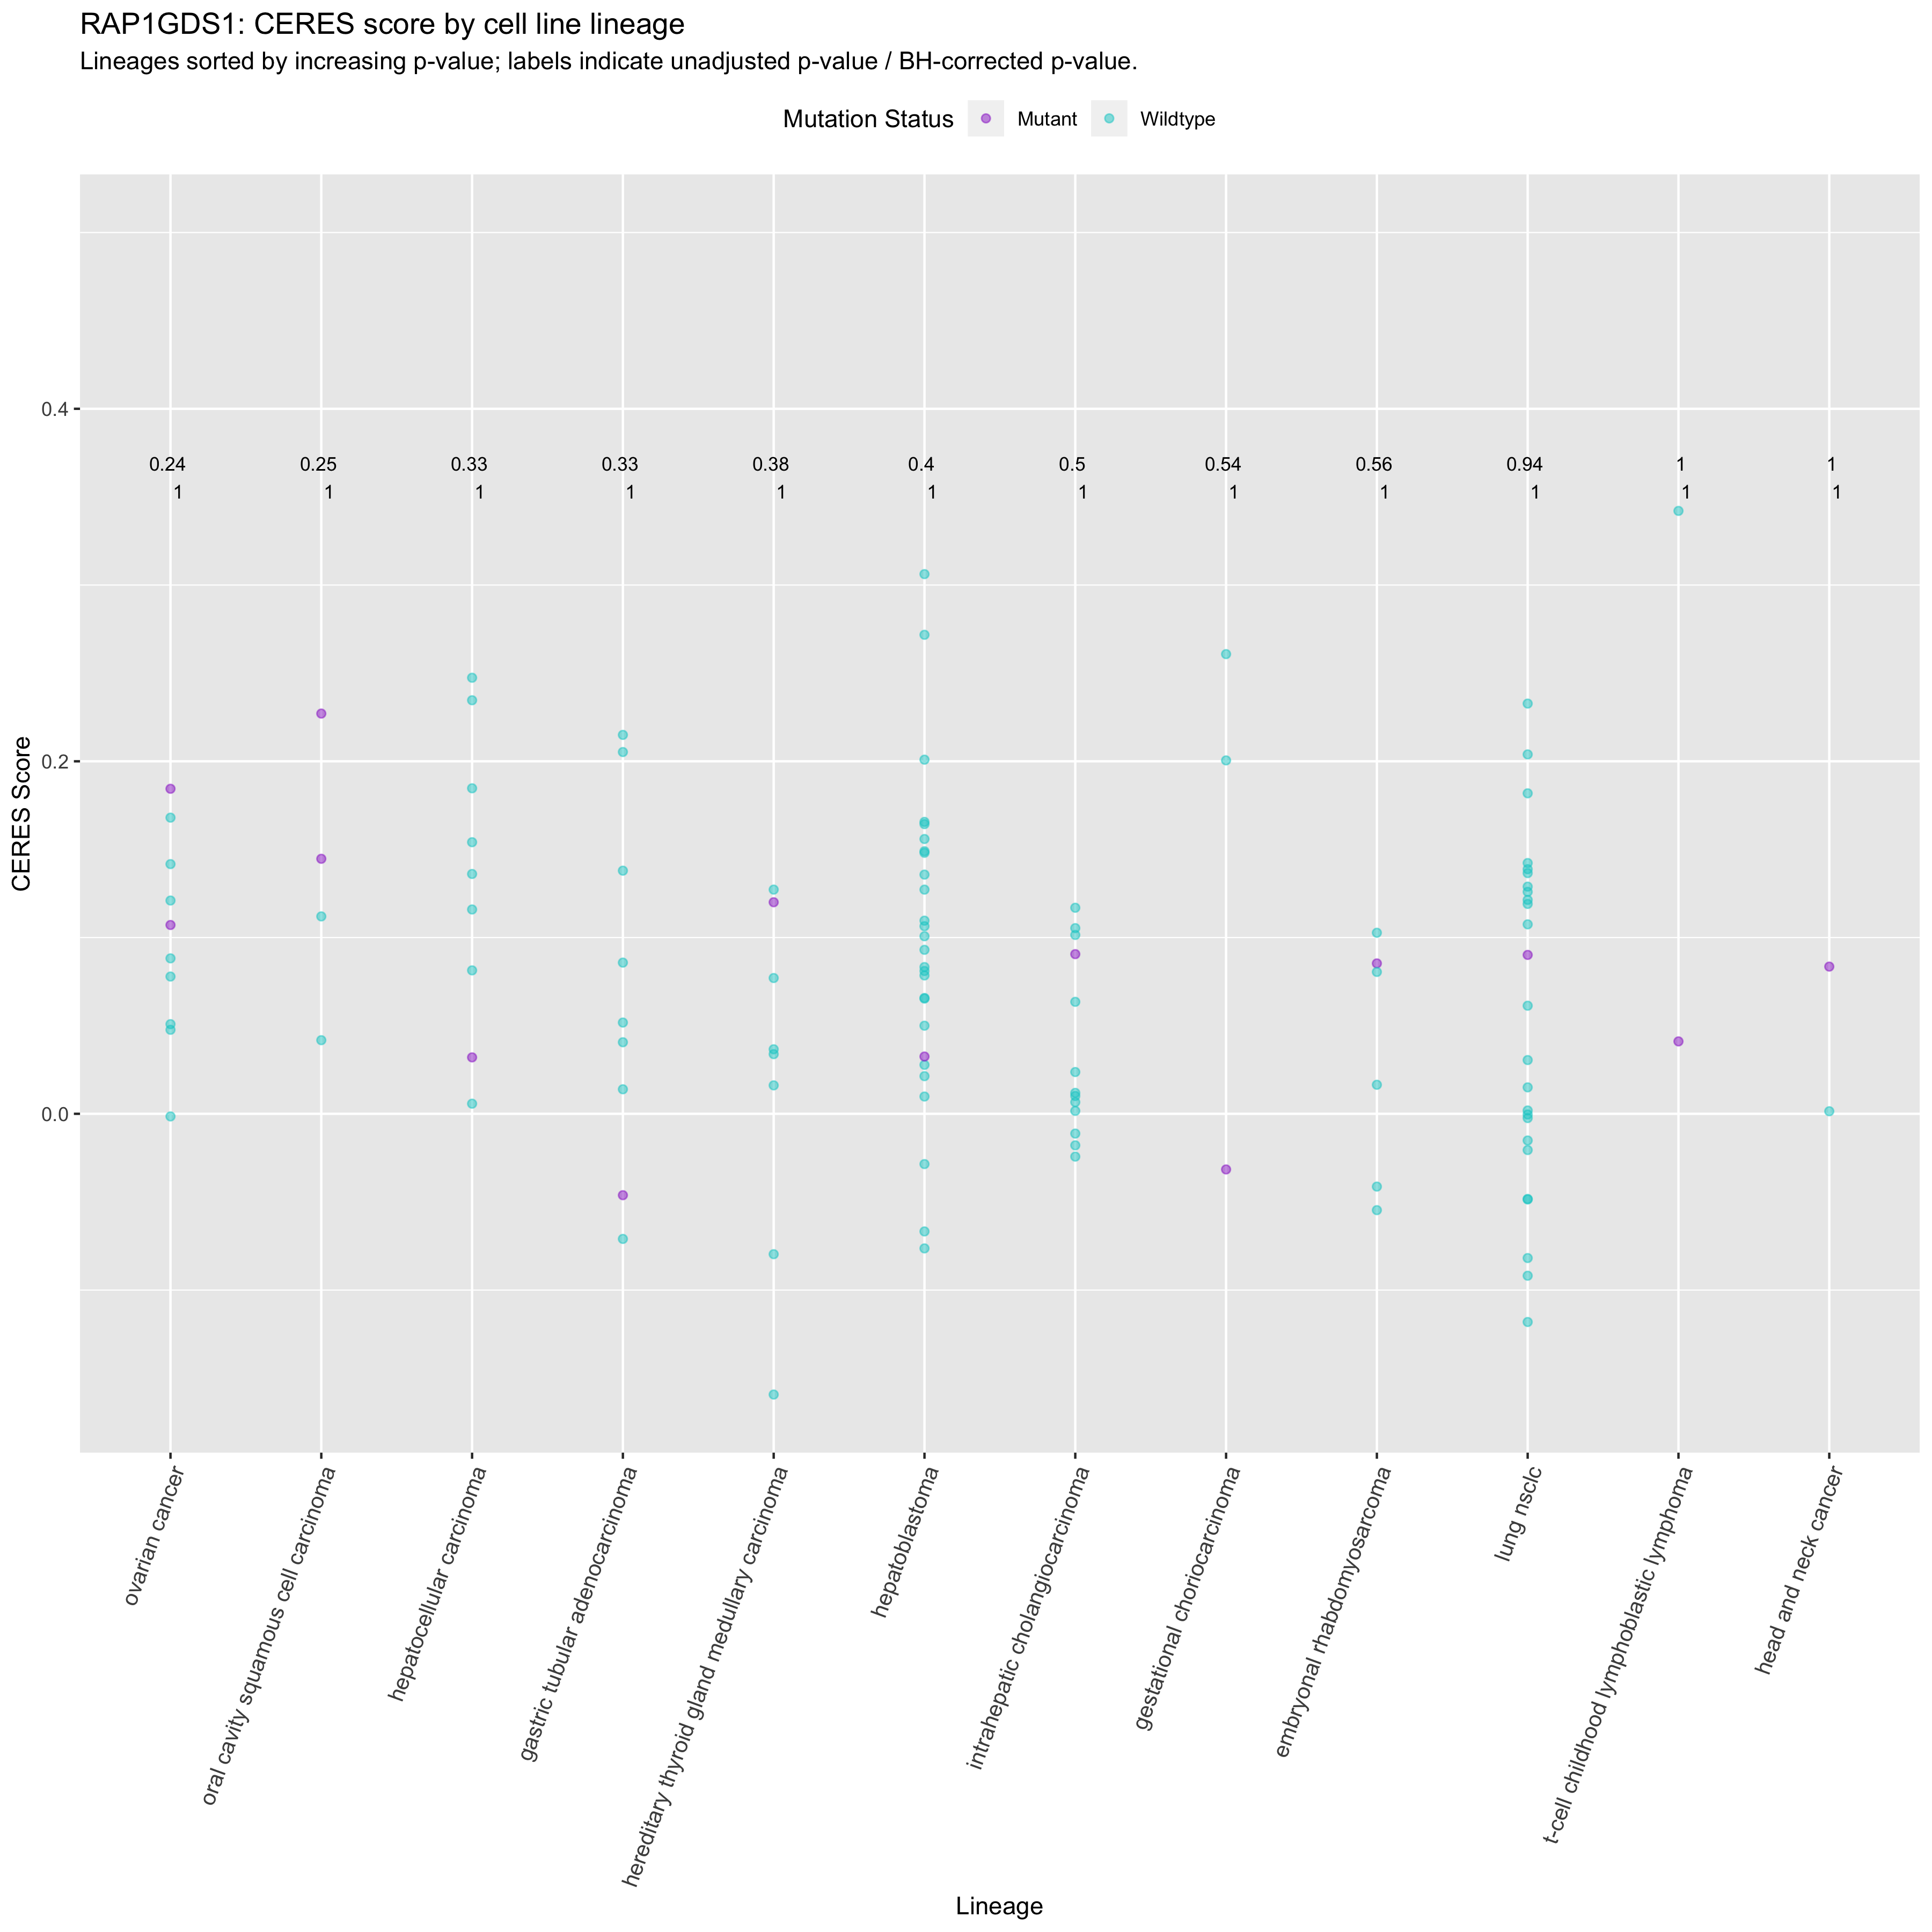 RAP1GDS1: CERES score by cell line lineage
Lineages sorted by increasing p-value; labels indicate unadjusted p-value / BH-corrected p-value.
Mutation Status Mutant Wildtype
0.4
0.24 0.25 0.33 0.33 0.38 0.4 0.5 0.54 0.56 0.94 1 1
1 1 1 1 1 1 1 1 1 1 1 1
0.2
CERES Score
0.0
ovarian cancer
oral cavity squamous cell carcinoma
hepatocellular carcinoma
gastric tubular adenocarcinoma
hereditary thyroid gland medullary carcinoma
hepatoblastoma
intrahepatic cholangiocarcinoma
gestational choriocarcinoma
embryonal rhabdomyosarcoma
lung nsclc
t-cell childhood lymphoblastic lymphoma
head and neck cancer
Lineage